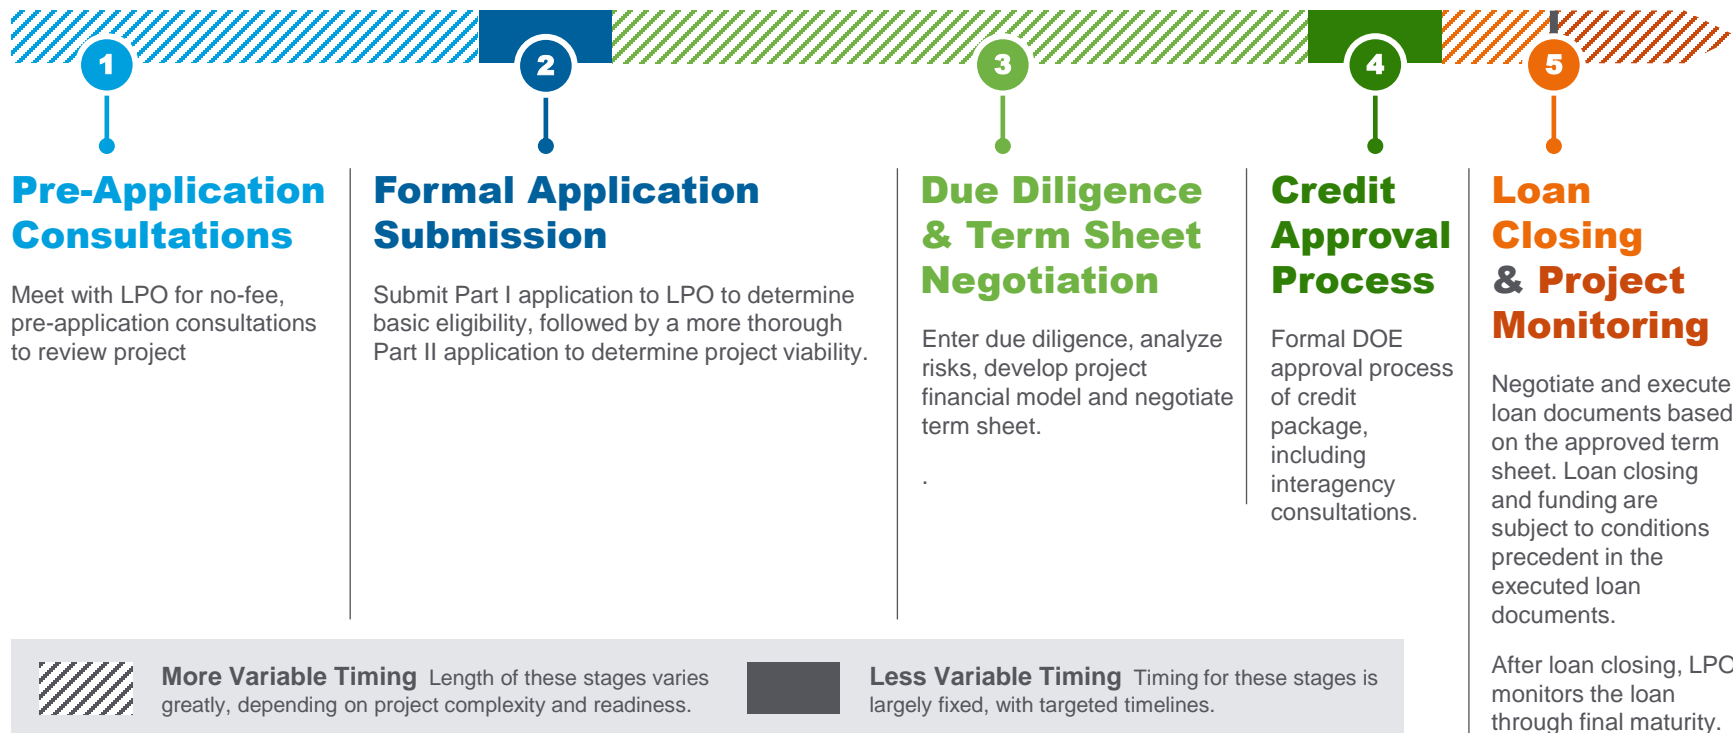 1
2
3
4
5
Pre-Application
Consultations
Meet with LPO for no-fee,
pre-application consultations
to review project
Formal Application
Submission
Submit Part I application to LPO to determine
basic eligibility, followed by a more thorough
Part II application to determine project viability.
Due Diligence
& Term Sheet
Negotiation
Enter due diligence, analyze
risks, develop project
financial model and negotiate
term sheet.
.
Credit
Approval
Process
Formal DOE
approval process
of credit
package,
including
interagency
consultations.
Loan
Closing
& Project
Monitoring
Negotiate and execute
loan documents based
on the approved term
sheet. Loan closing
and funding are
subject to conditions
precedent in the
executed loan
documents.
After loan closing, LPO
monitors the loan
through final maturity.
More Variable Timing Length of these stages varies
greatly, depending on project complexity and readiness.
Less Variable Timing Timing for these stages is
largely fixed, with targeted timelines.